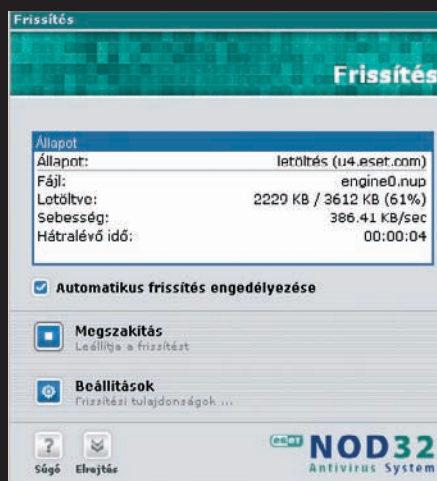 Frissítés
Frissítés
Állapot
Állapot: letöltés (u4.eset.com)
Fájl: engine0.nup
Letöltve: 2229 KB / 3612 KB (61%)
Sebesség: 386.41 KB/sec
Hátralévő idő: 00:00:04
Automatikus frissítés engedélyezése
Megszakítás
Leállítja a frissítést
Beállítások
Frissítési tulajdonságok ...
? 
Súgó Elrejtés
eset NOD32
Antivirus System